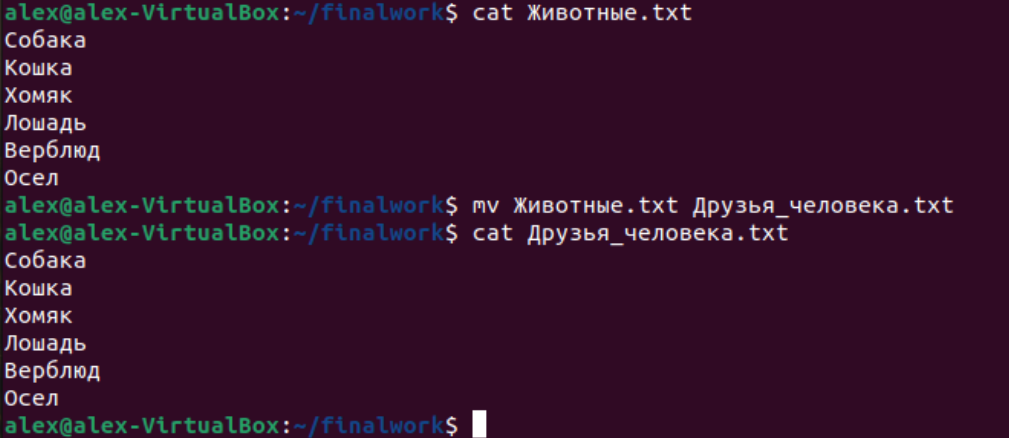 alex@alex-VirtualBox:~/finalwork$ cat Животные.txt
Собака
Кошка
Хомяк
Лошадь
Верблюд
Осел
alex@alex-VirtualBox:~/finalwork$ mv Животные.txt Друзья_человека.txt
alex@alex-VirtualBox:~/finalwork$ cat Друзья_человека.txt
Собака
Кошка
Хомяк
Лошадь
Верблюд
Осел
alex@alex-VirtualBox:~/finalwork$